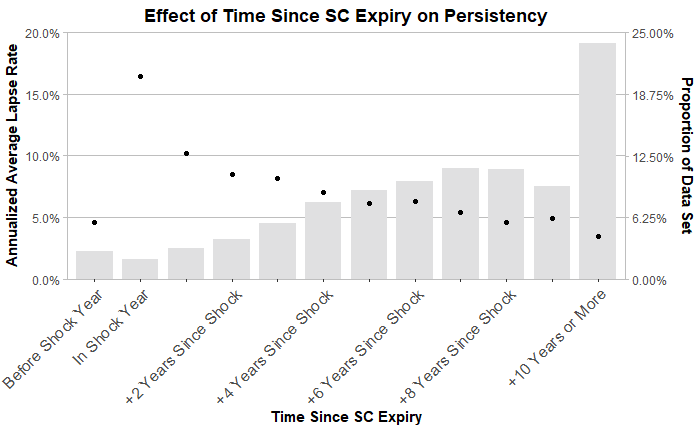 Effect of Time Since SC Expiry on Persistency
20.0%
15.0%
10.0%
5.0%
0.0%
Annualized Average Lapse Rate
25.00%
18.75%
12.50%
6.25%
0.00%
Proportion of Data Set
Before Shock Year
In Shock Year
+2 Years Since Shock
+4 Years Since Shock
+6 Years Since Shock
+8 Years Since Shock
+10 Years or More
Time Since SC Expiry